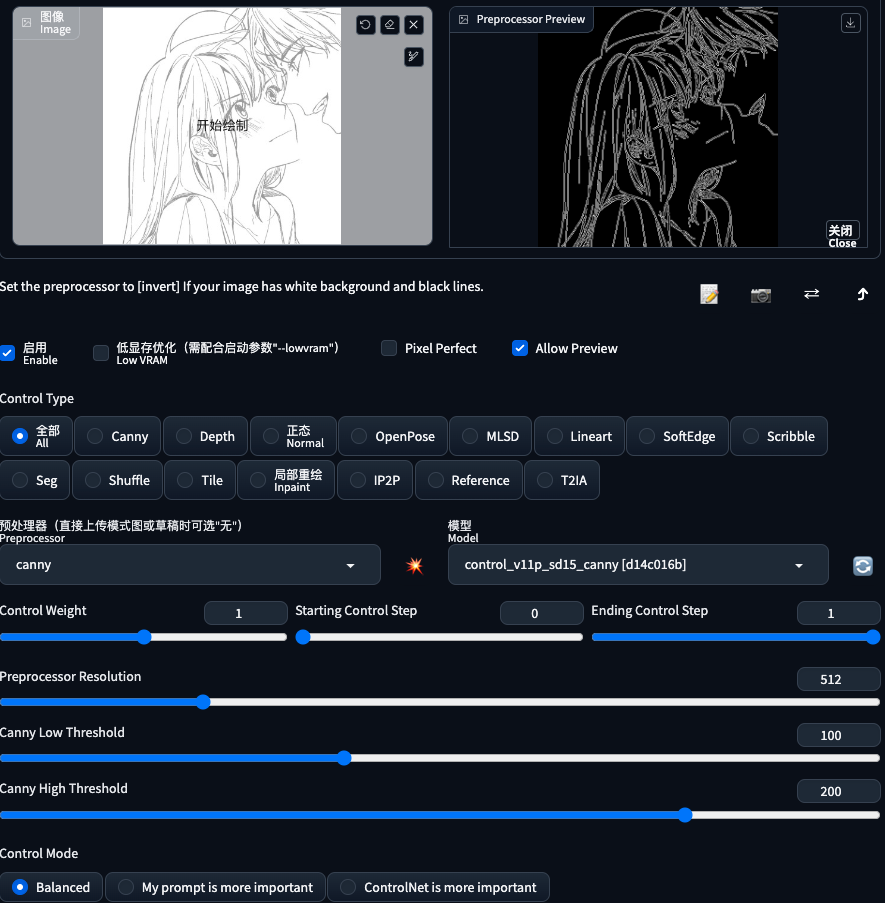 图像
Image
开始绘制
Preprocessor Preview
关闭
Close
Set the preprocessor to [invert] If your image has white background and black lines.
启用
Enable
低显存优化（需配合启动参数"--lowvram"）
Low VRAM
Pixel Perfect
Allow Preview
Control Type
全部
All
Canny
Depth
正态
Normal
OpenPose
MLSD
Lineart
SoftEdge
Scribble
Seg
Shuffle
Tile
局部重绘
Inpaint
IP2P
Reference
T2IA
预处理器（直接上传模式图或草稿时可选"无"）
Preprocessor
canny
模型
Model
control_v11p_sd15_canny [d14c016b]
Control Weight
1
Starting Control Step
0
Ending Control Step
1
Preprocessor Resolution
512
Canny Low Threshold
100
Canny High Threshold
200
Control Mode
Balanced
My prompt is more important
ControlNet is more important